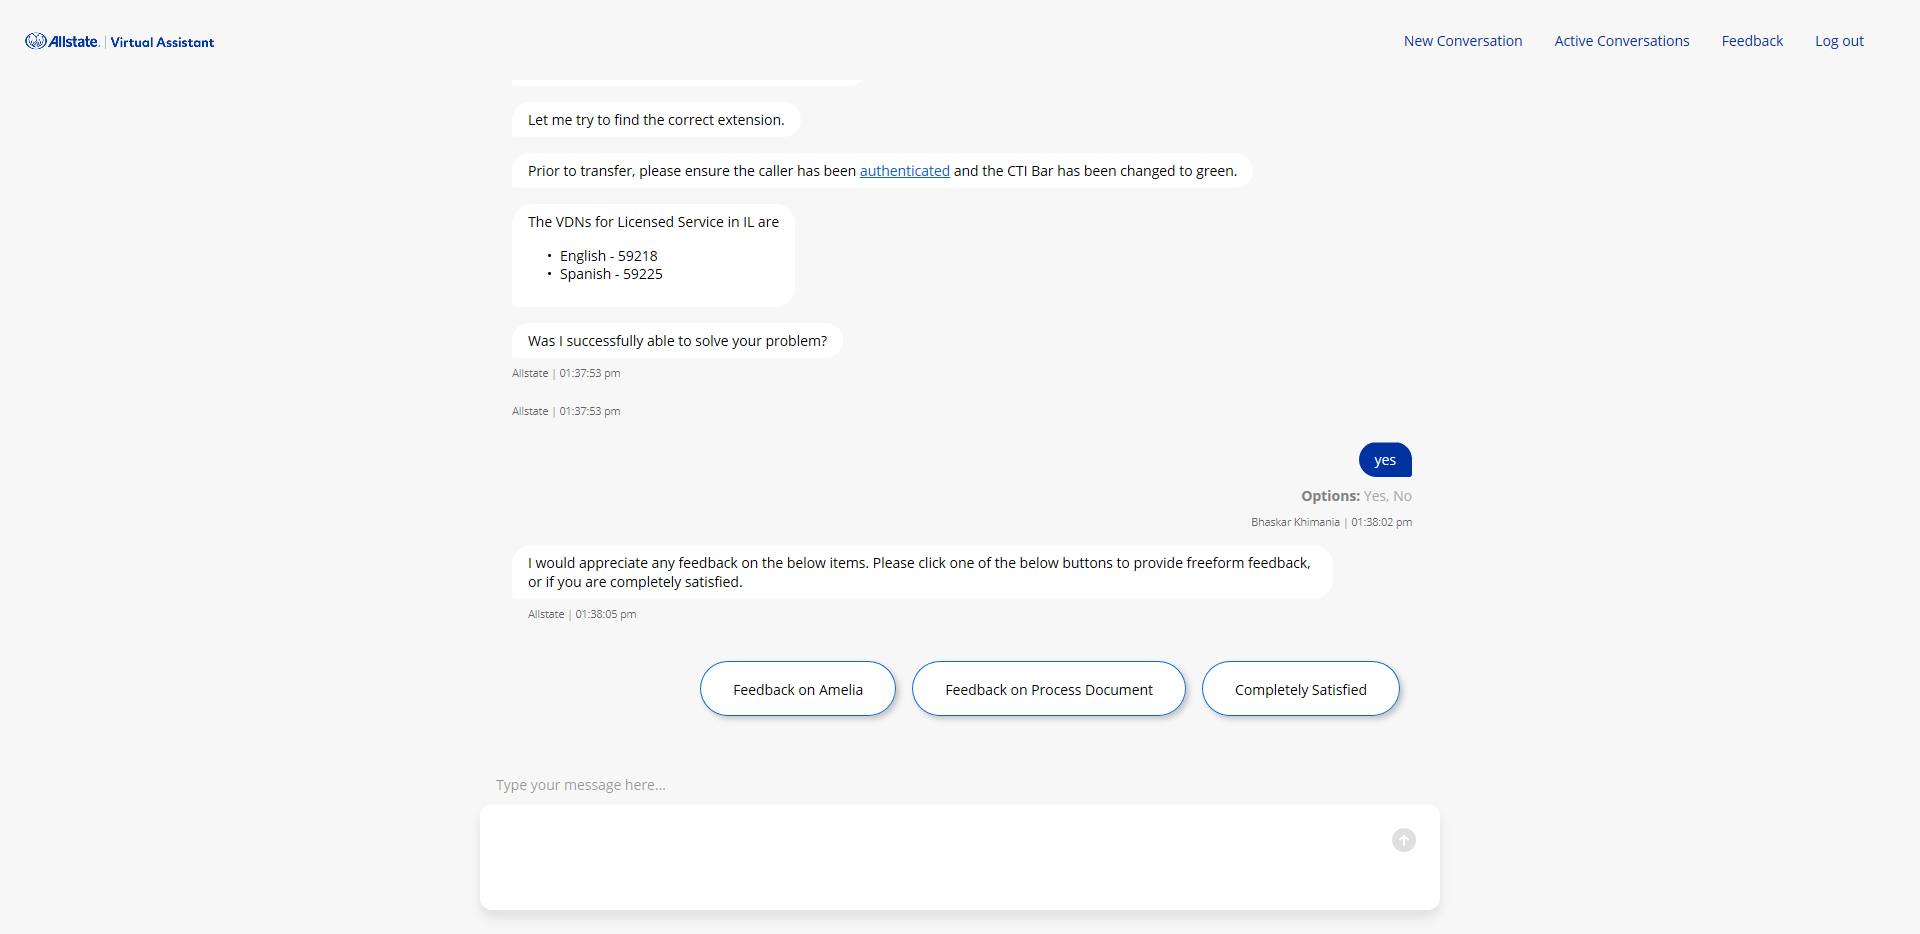 Allstate. | Virtual Assistant
New Conversation
Active Conversations
Feedback
Log out
Let me try to find the correct extension.
Prior to transfer, please ensure the caller has been authenticated and the CTI Bar has been changed to green.
The VDNs for Licensed Service in IL are
• English - 59218
• Spanish - 59225
Was I successfully able to solve your problem?
Allstate | 01:37:53 pm
Allstate | 01:37:53 pm
yes
Options: Yes, No
Bhaskar Khimania | 01:38:02 pm
I would appreciate any feedback on the below items. Please click one of the below buttons to provide freeform feedback,
or if you are completely satisfied.
Allstate | 01:38:05 pm
Feedback on Amelia
Feedback on Process Document
Completely Satisfied
Type your message here...